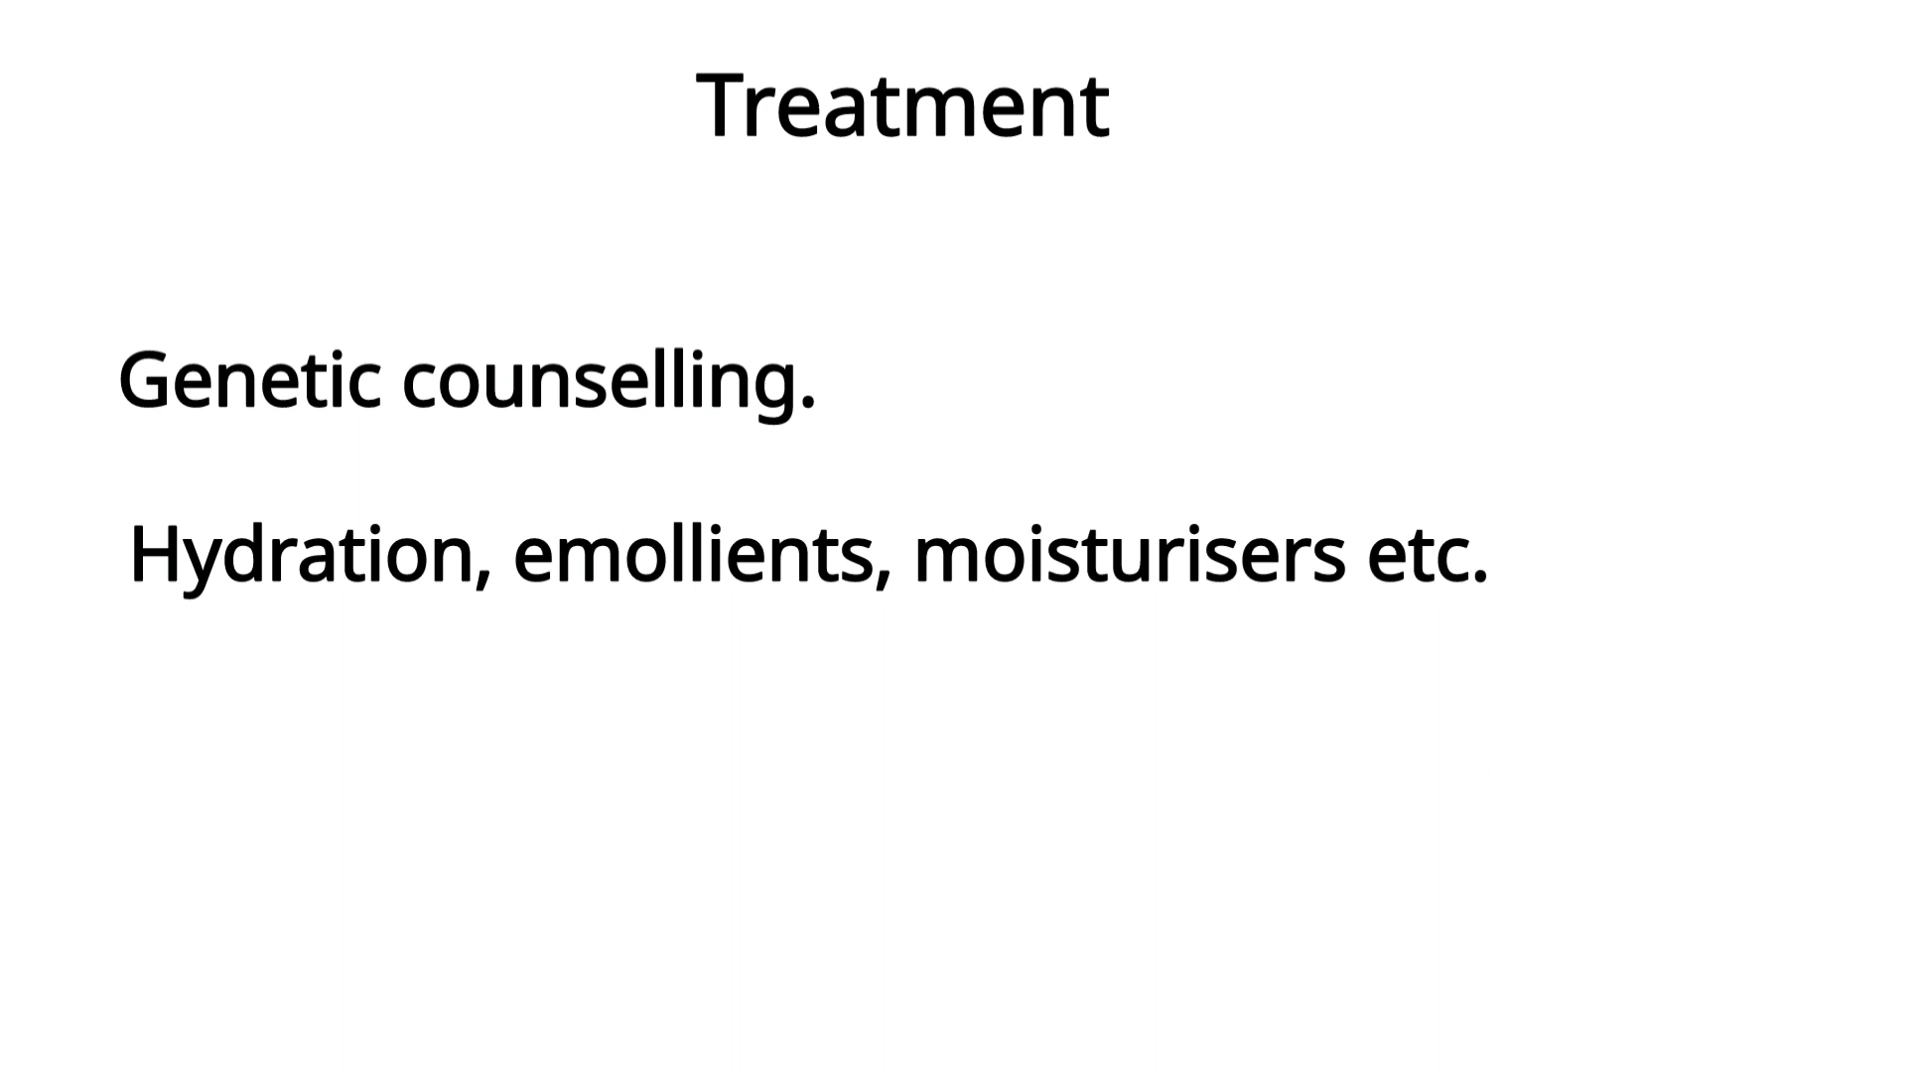 Treatment
Genetic counselling.
Hydration, emollients, moisturisers etc.